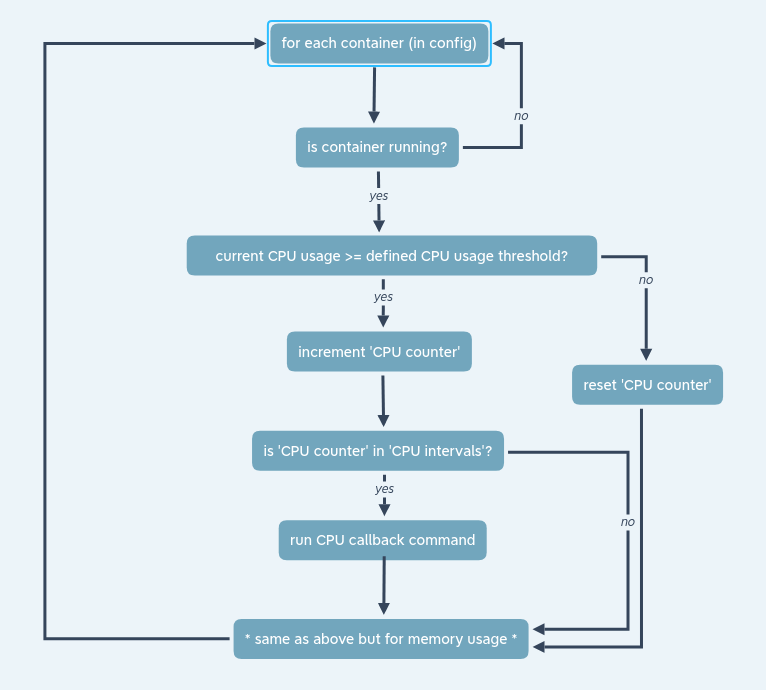 for each container (in config)
no
is container running?
yes
current CPU usage >= defined CPU usage threshold?
no
yes
increment 'CPU counter'
reset 'CPU counter'
is 'CPU counter' in 'CPU intervals'?
yes
no
run CPU callback command
* same as above but for memory usage *